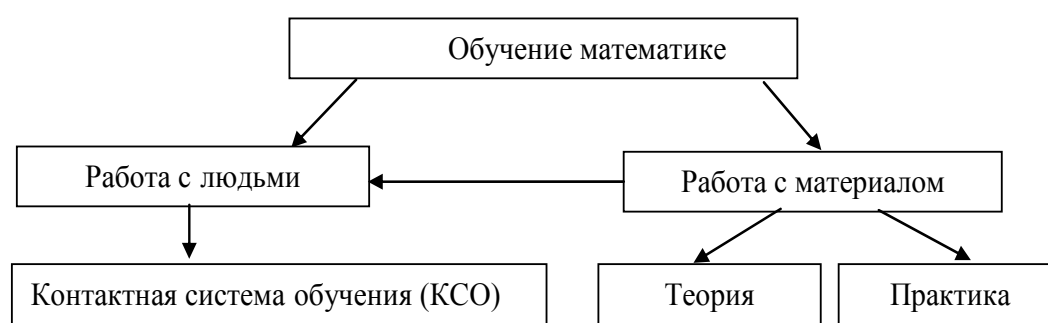 Обучение математике
Работа с людьми
Работа с материалом
Контактная система обучения (КСО)
Теория
Практика